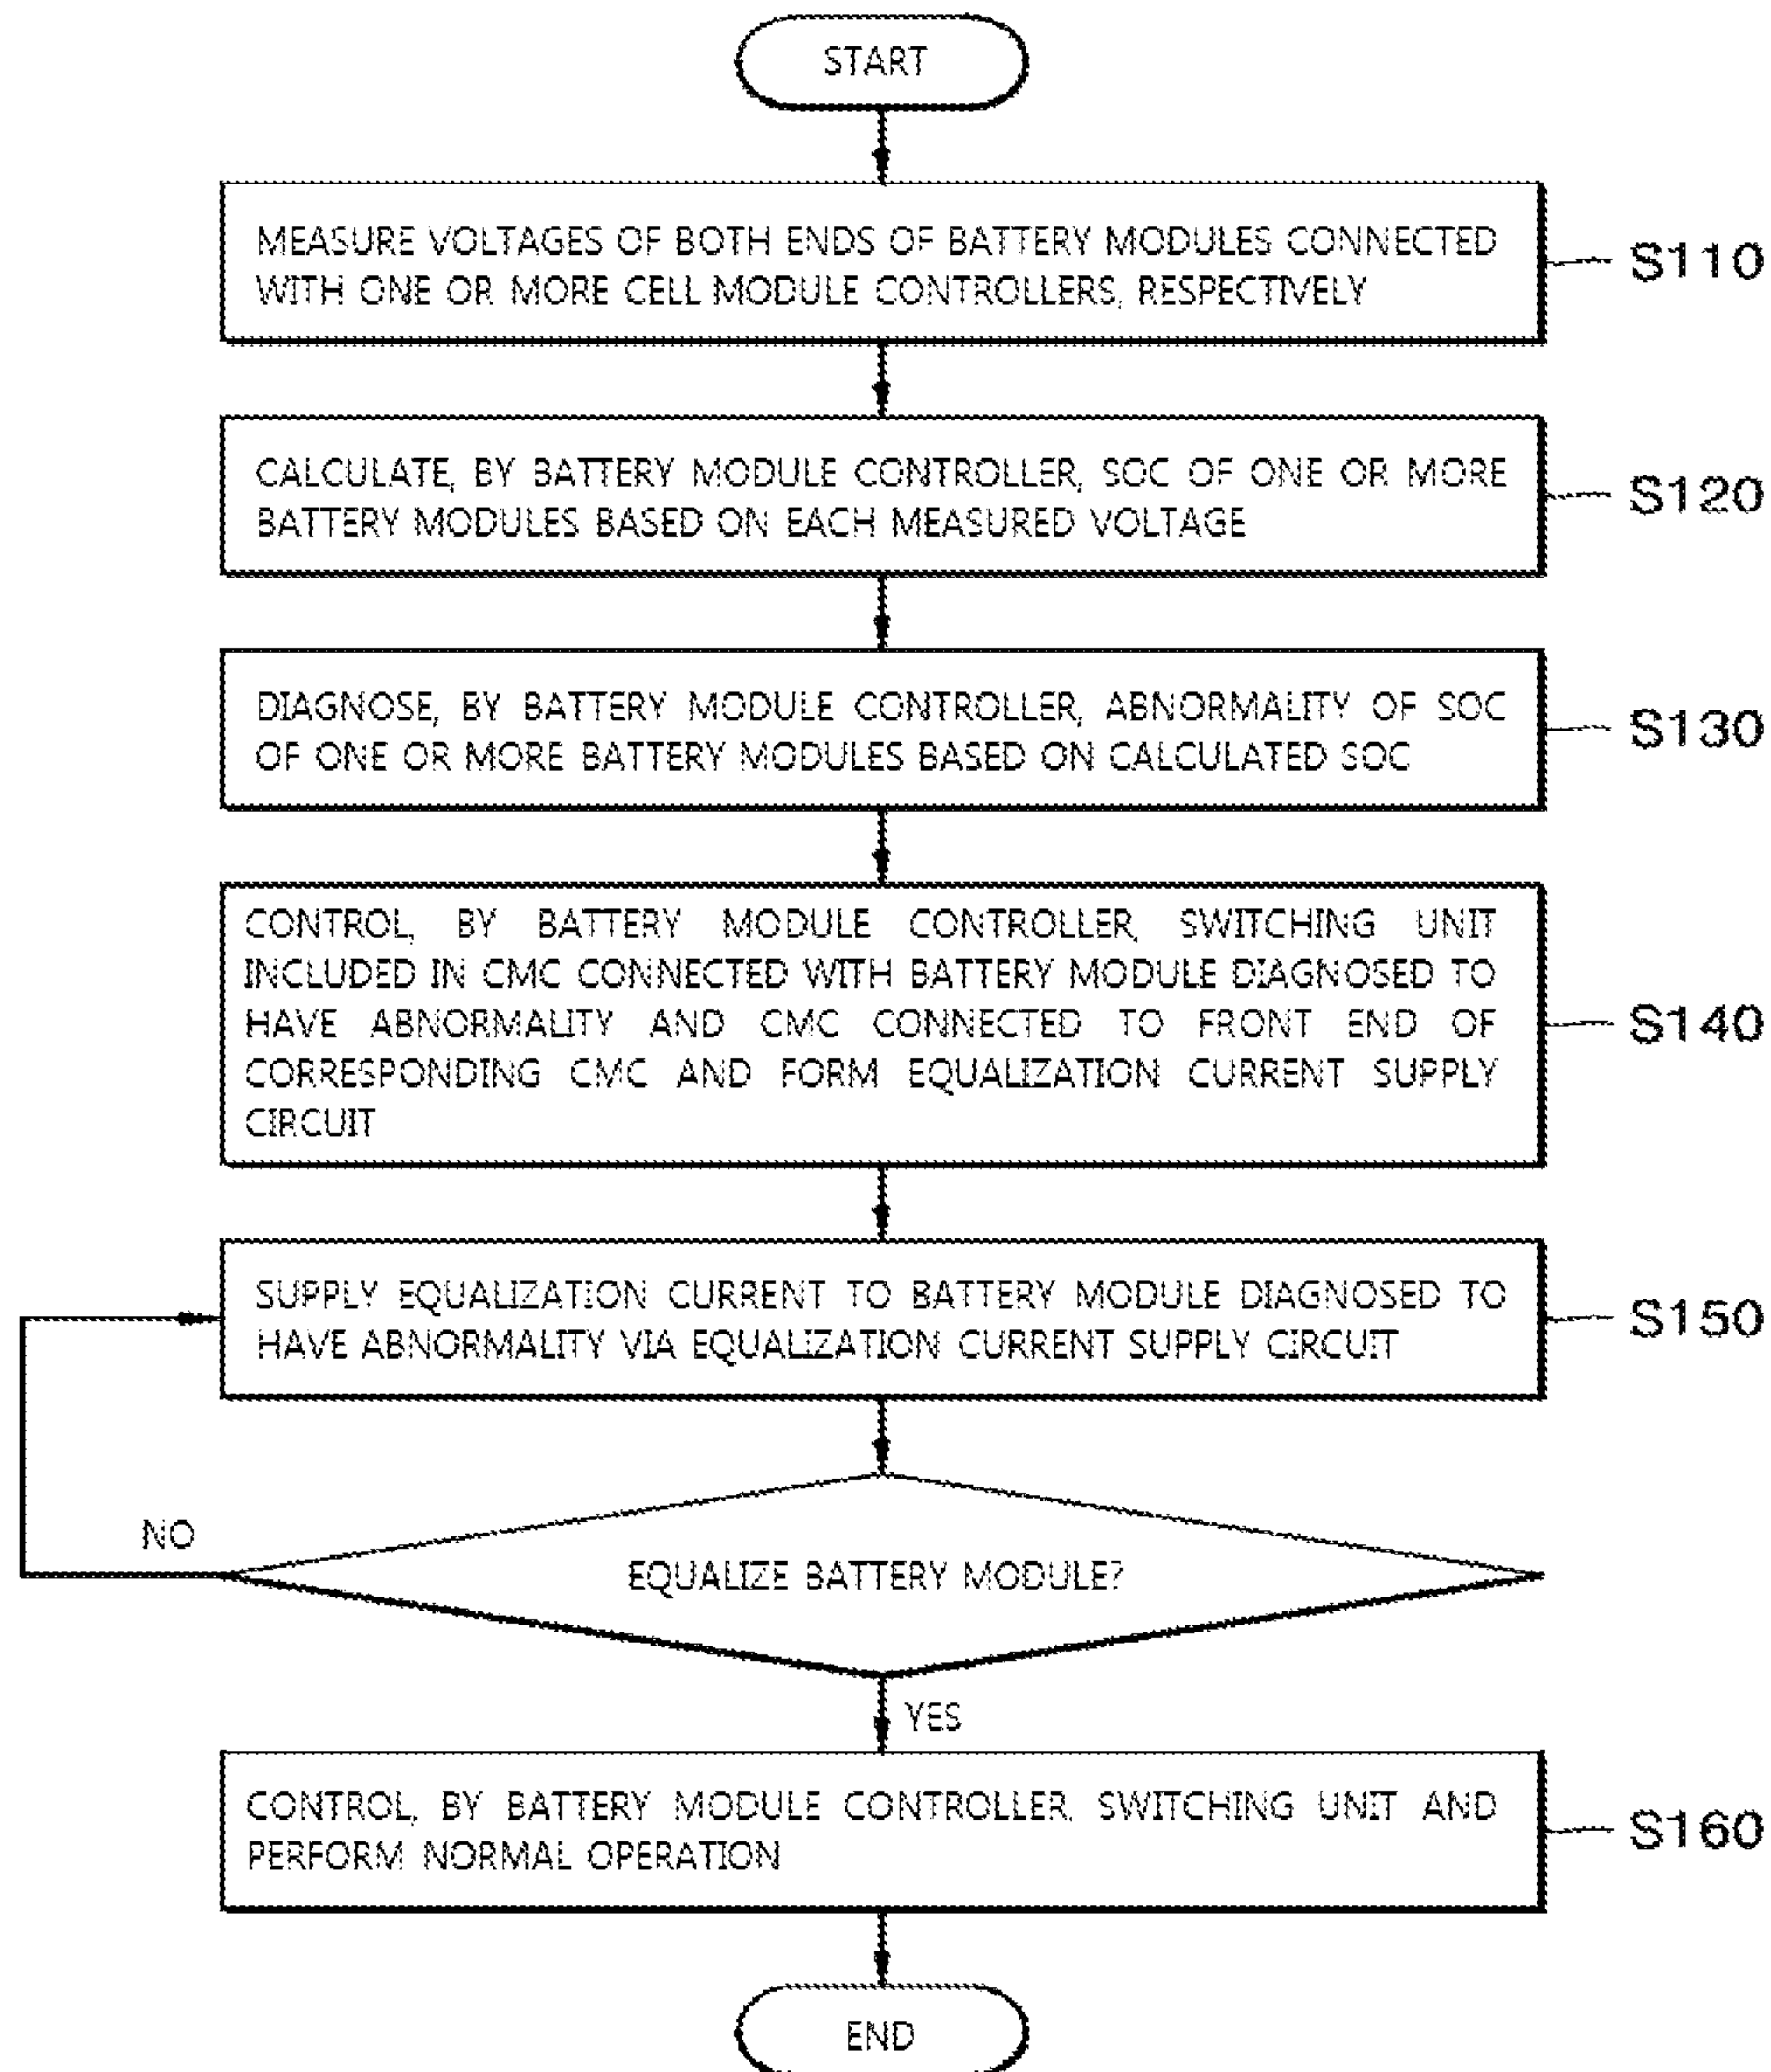 START
MEASURE VOLTAGES OF BOTH ENDS OF BATTERY MODULES CONNECTED
WITH ONE OR MORE CELL MODULE CONTROLLERS, RESPECTIVELY
S110
CALCULATE, BY BATTERY MODULE CONTROLLER, SOC OF ONE OR MORE
BATTERY MODULES BASED ON EACH MEASURED VOLTAGE
S120
DIAGNOSE, BY BATTERY MODULE CONTROLLER, ABNORMALITY OF SOC
OF ONE OR MORE BATTERY MODULES BASED ON CALCULATED SOC
S130
CONTROL, BY BATTERY MODULE CONTROLLER, SWITCHING UNIT
INCLUDED IN CMC CONNECTED WITH BATTERY MODULE DIAGNOSED TO
HAVE ABNORMALITY AND CMC CONNECTED TO FRONT END OF
CORRESPONDING CMC AND FORM EQUALIZATION CURRENT SUPPLY
CIRCUIT
S140
SUPPLY EQUALIZATION CURRENT TO BATTERY MODULE DIAGNOSED TO
HAVE ABNORMALITY VIA EQUALIZATION CURRENT SUPPLY CIRCUIT
S150
NO
EQUALIZE BATTERY MODULE?
YES
CONTROL, BY BATTERY MODULE CONTROLLER, SWITCHING UNIT AND
PERFORM NORMAL OPERATION
S160
END